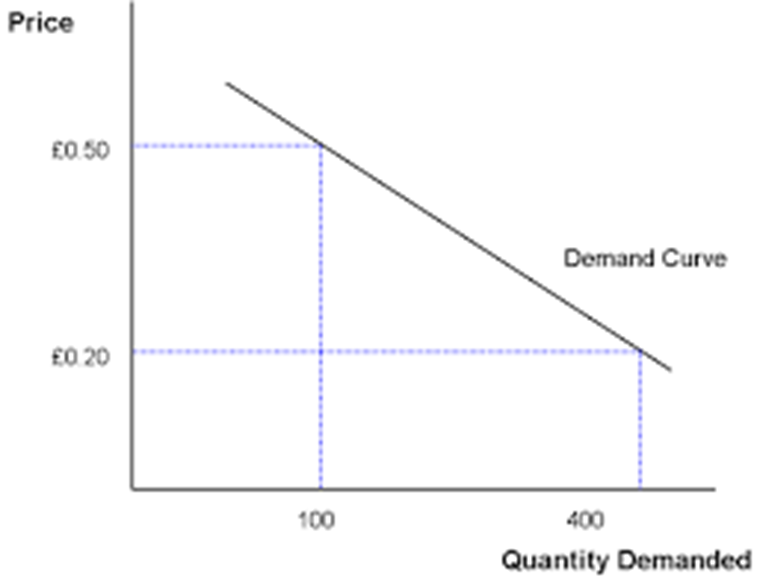 Price
£0.50
Demand Curve
£0.20
100 400
Quantity Demanded